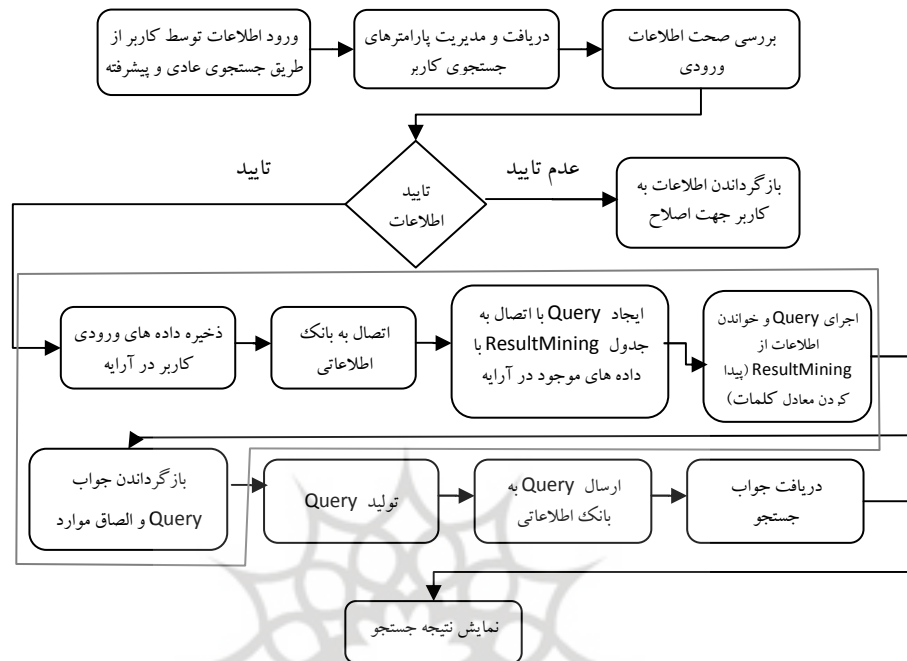 ورود اطلاعات توسط کاربر از
طریق جستجوی عادی و پیشرفته
دریافت و مدیریت پارامترهای
جستجوی کاربر
بررسی صحت اطلاعات
ورودی
تایید
تایید
اطلاعات
عدم تایید
بازگرداندن اطلاعات به
کاربر جهت اصلاح
ذخیره داده های ورودی
کاربر در آرایه
اتصال به بانک
اطلاعاتی
ایجاد Query با اتصال به
جدول ResultMining با
داده های موجود در آرایه
اجرای Query و خواندن
اطلاعات از
ResultMining (پیدا
کردن معادل کلمات)
بازگرداندن جواب
Query و الصاق موارد
تولید Query
ارسال Query به
بانک اطلاعاتی
دریافت جواب
جستجو
نمایش نتیجه جستجو